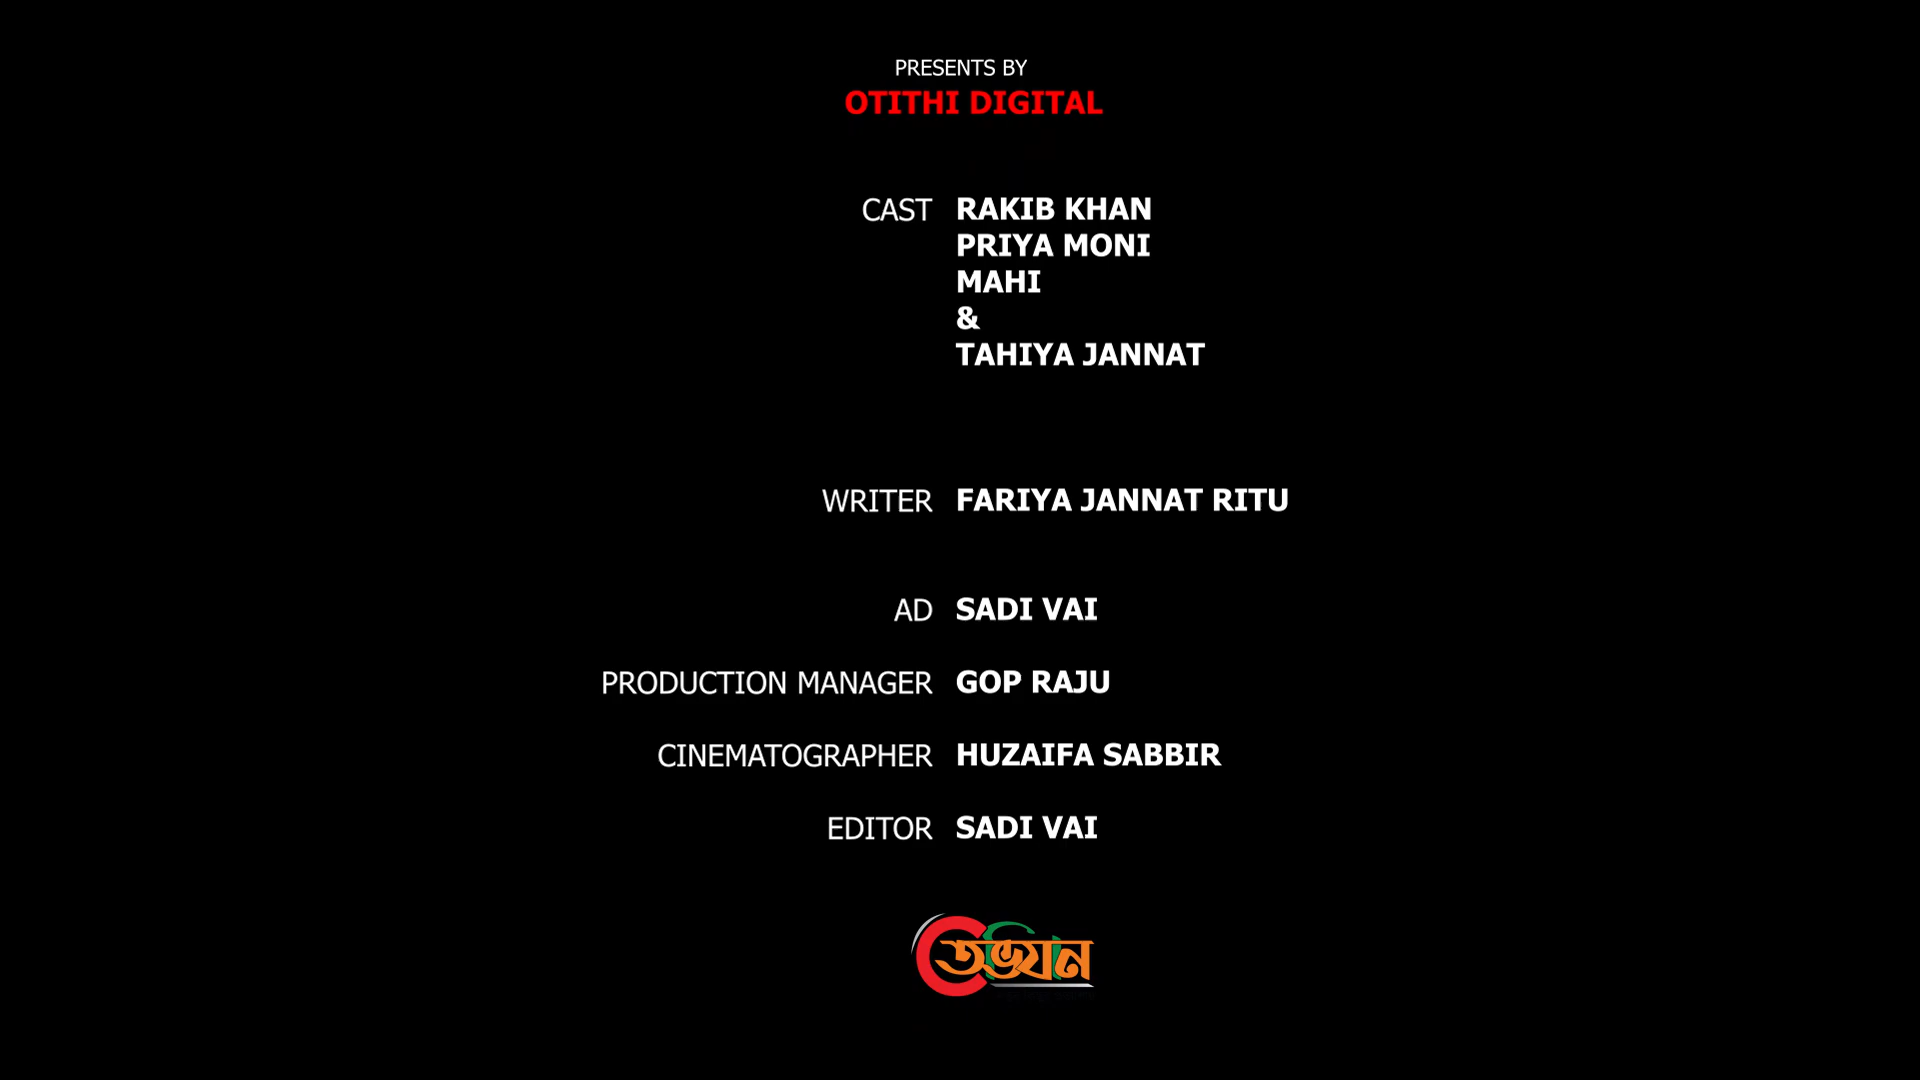 PRESENTS BY
OTITHI DIGITAL
CAST RAKIB KHAN
PRIYA MONI
MAHI
&
TAHIYA JANNAT
WRITER FARIYA JANNAT RITU
AD SADI VAI
PRODUCTION MANAGER GOP RAJU
CINEMATOGRAPHER HUZAIFA SABBIR
EDITOR SADI VAI